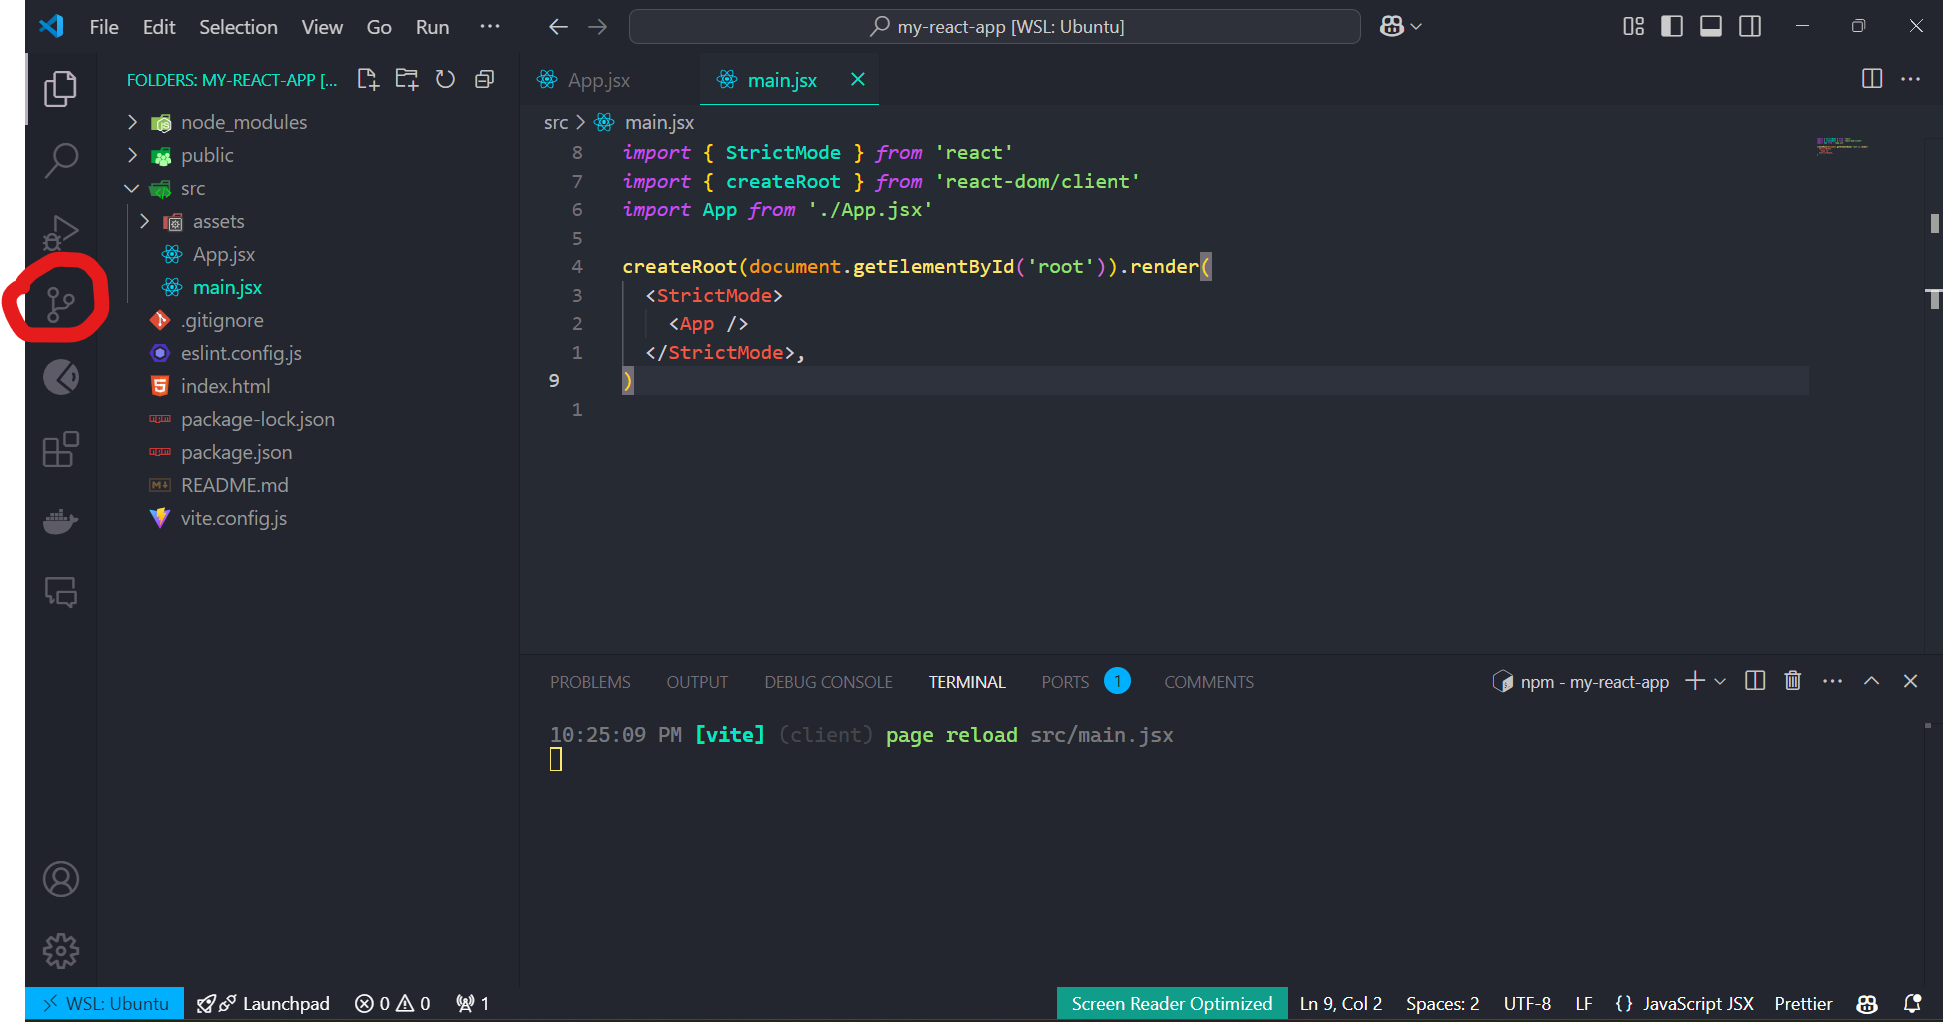 File Edit Selection View Go Run ··· my-react-app [WSL: Ubuntu]
FOLDERS: MY-REACT-APP [...
node_modules
public
src
assets
App.jsx
main.jsx
.gitignore
eslint.config.js
index.html
package-lock.json
package.json
README.md
vite.config.js
App.jsx main.jsx
src > main.jsx
8 import { StrictMode } from 'react'
7 import { createRoot } from 'react-dom/client'
6 import App from './App.jsx'
5
4 createRoot(document.getElementById('root')).render(
3 <StrictMode>
2 <App />
1 </StrictMode>,
9 )
1
PROBLEMS OUTPUT DEBUG CONSOLE TERMINAL PORTS 1 COMMENTS npm - my-react-app
10:25:09 PM [vite] (client) page reload src/main.jsx
WSL: Ubuntu Launchpad 0 0 1 Screen Reader Optimized Ln 9, Col 2 Spaces: 2 UTF-8 LF {} JavaScript JSX Prettier